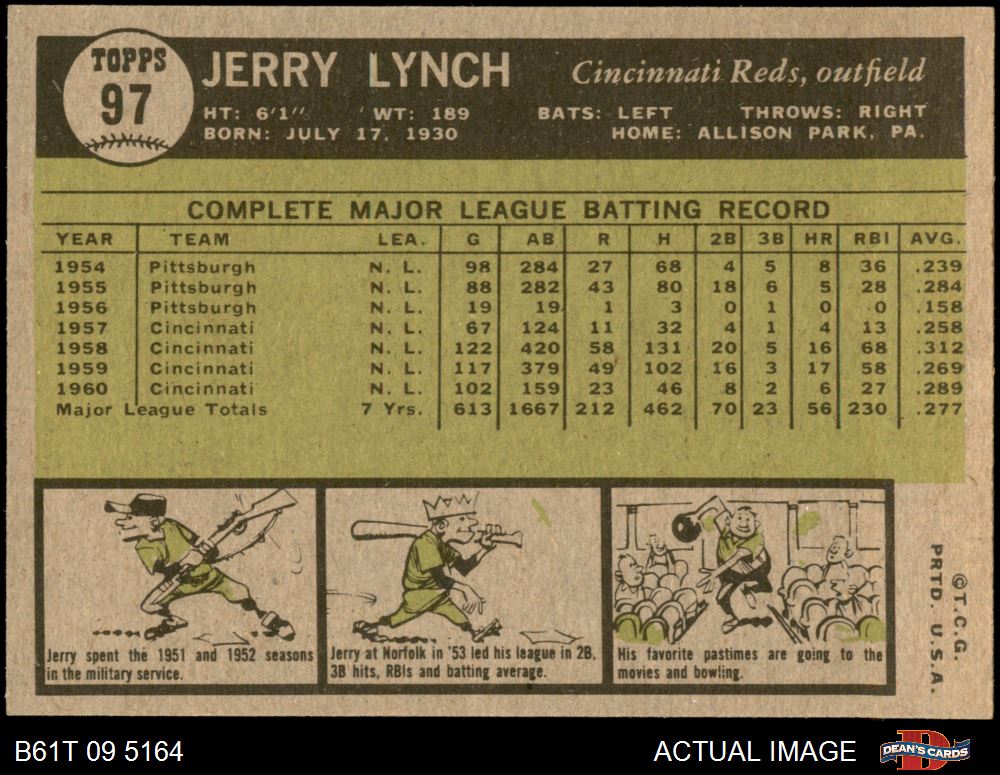 TOPPS
97
JERRY LYNCH
Cincinnati Reds, outfield
HT: 6'1" WT: 189 BATS: LEFT THROWS: RIGHT
BORN: JULY 17, 1930 HOME: ALLISON PARK, PA.
COMPLETE MAJOR LEAGUE BATTING RECORD
YEAR TEAM LEA. G AB R H 2B 3B HR RBI AVG.
1954 Pittsburgh N. L. 98 284 27 68 4 5 8 36 .239
1955 Pittsburgh N. L. 88 282 43 80 18 6 5 28 .284
1956 Pittsburgh N. L. 19 19 1 3 0 1 0 0 .158
1957 Cincinnati N. L. 67 124 11 32 4 1 4 13 .258
1958 Cincinnati N. L. 122 420 58 131 20 5 16 68 .312
1959 Cincinnati N. L. 117 379 49 102 16 3 17 58 .269
1960 Cincinnati N. L. 102 159 23 46 8 2 6 27 .289
Major League Totals 7 Yrs. 613 1667 212 462 70 23 56 230 .277
Jerry spent the 1951 and 1952 seasons
in the military service.
Jerry at Norfolk in '53 led his league in 2B,
3B hits, RBIs and batting average.
His favorite pastimes are going to the
movies and bowling.
©T.C.G.
PRTD. U.S.A.
B61T 09 5164
ACTUAL IMAGE
DEAN'S CARDS